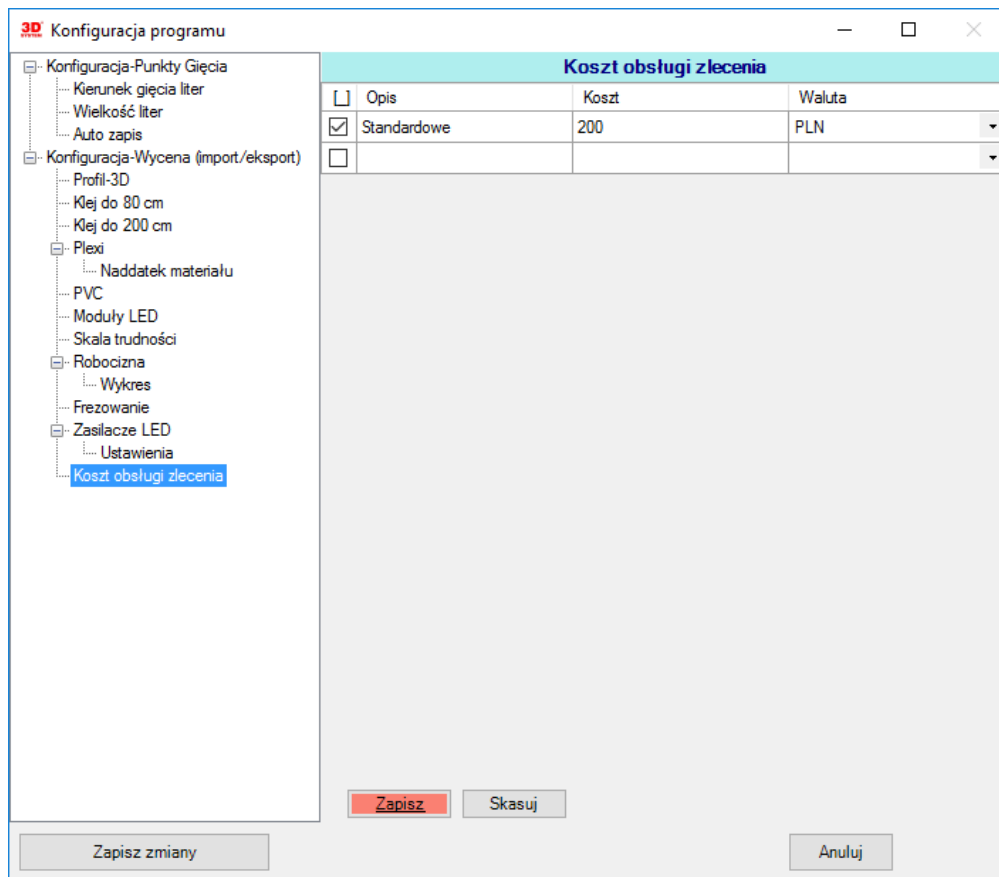 3D SYSTEM Konfiguracja programu
Konfiguracja-Punkty Gięcia
Kierunek gięcia liter
Wielkość liter
Auto zapis
Konfiguracja-Wycena (import/eksport)
Profil-3D
Klej do 80 cm
Klej do 200 cm
Plexi
Naddatek materiału
PVC
Moduły LED
Skala trudności
Robocizna
Wykres
Frezowanie
Zasilacze LED
Ustawienia
Koszt obsługi zlecenia
Koszt obsługi zlecenia
[_] Opis Koszt Waluta
Standardowe 200 PLN
Zapisz Skasuj
Zapisz zmiany Anuluj